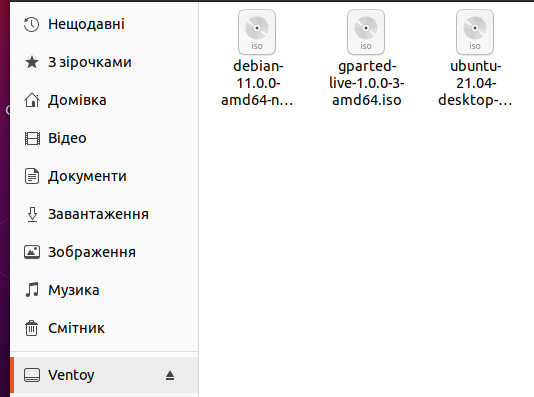 Нещодавні
З зірочками
Домівка
Відео
Документи
Завантаження
Зображення
Музика
Смітник
Ventoy
iso
debian-
11.0.0-
amd64-n…
iso
gparted-
live-1.0.0-3-
amd64.iso
iso
ubuntu-
21.04-
desktop-…